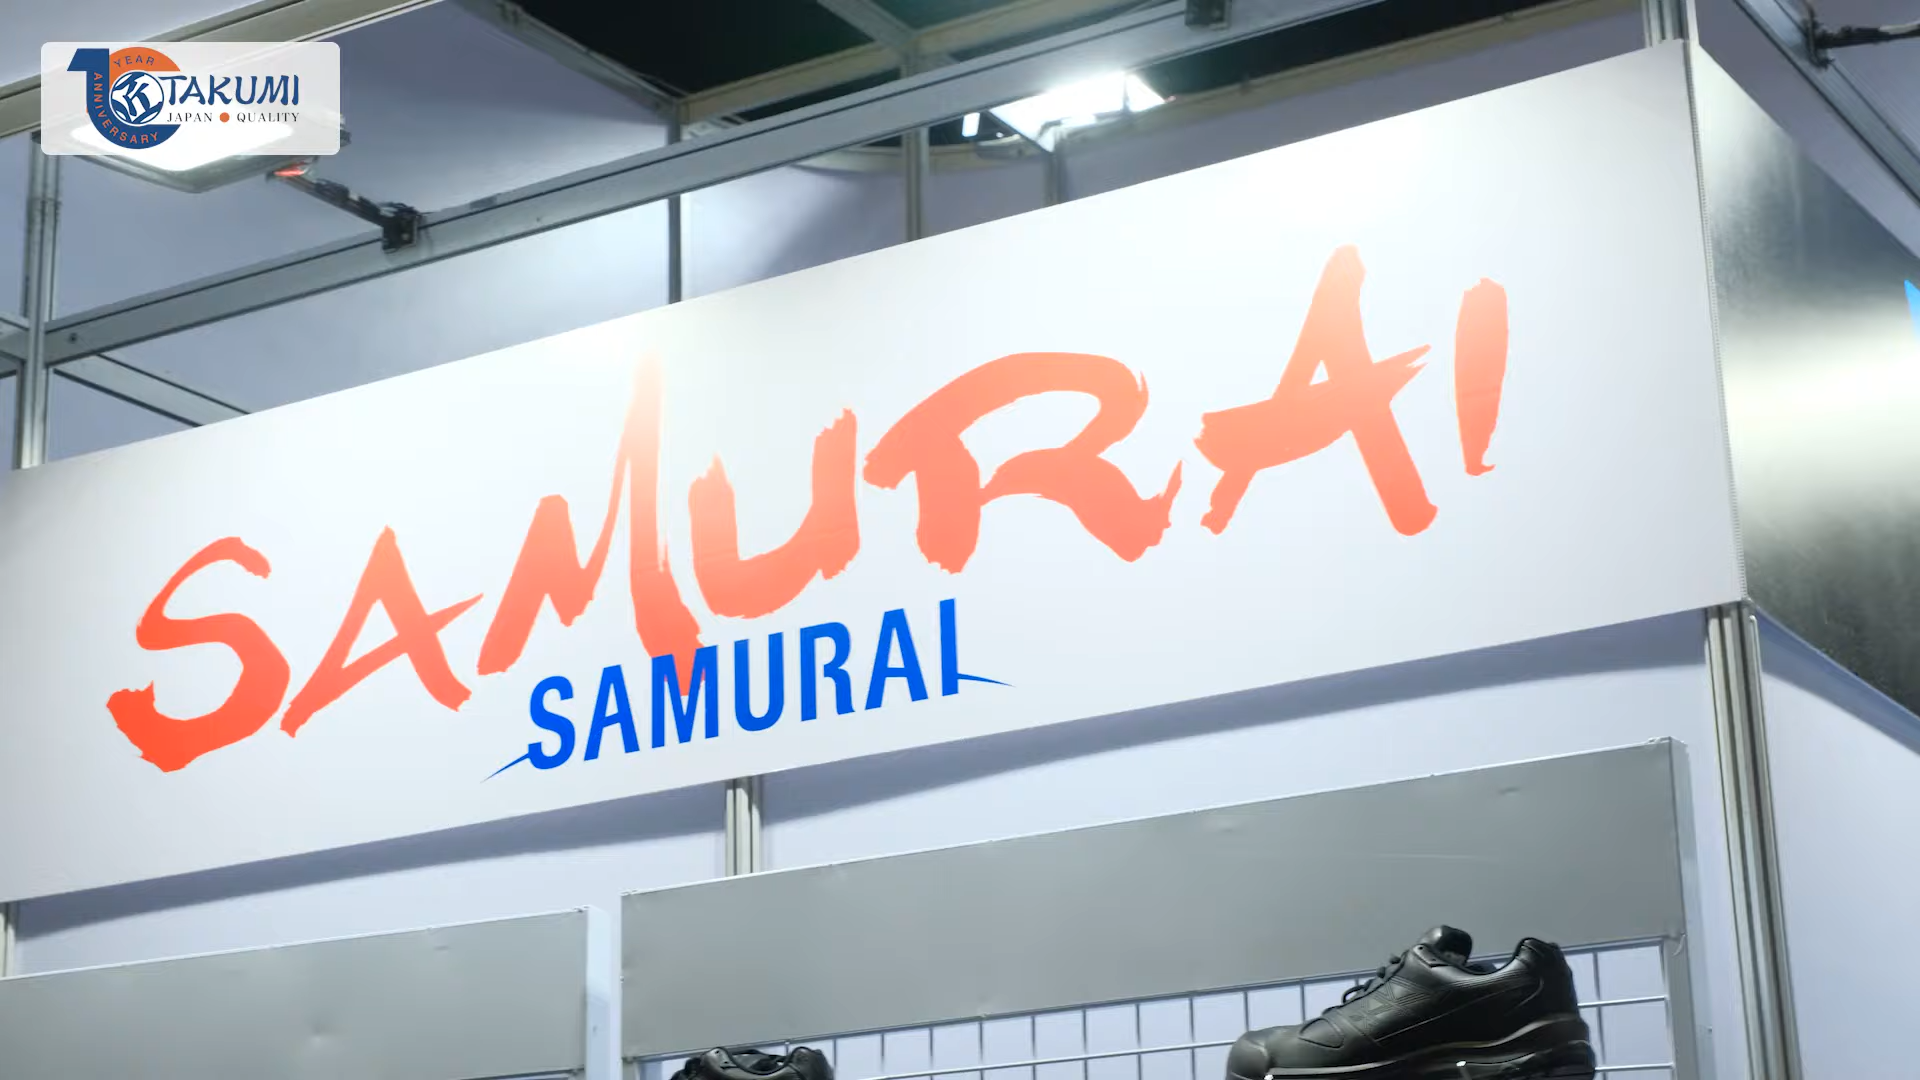 YEAR
ANNIVERSARY
TAKUMI
JAPAN ● QUALITY
SAMURAI
SAMURAI